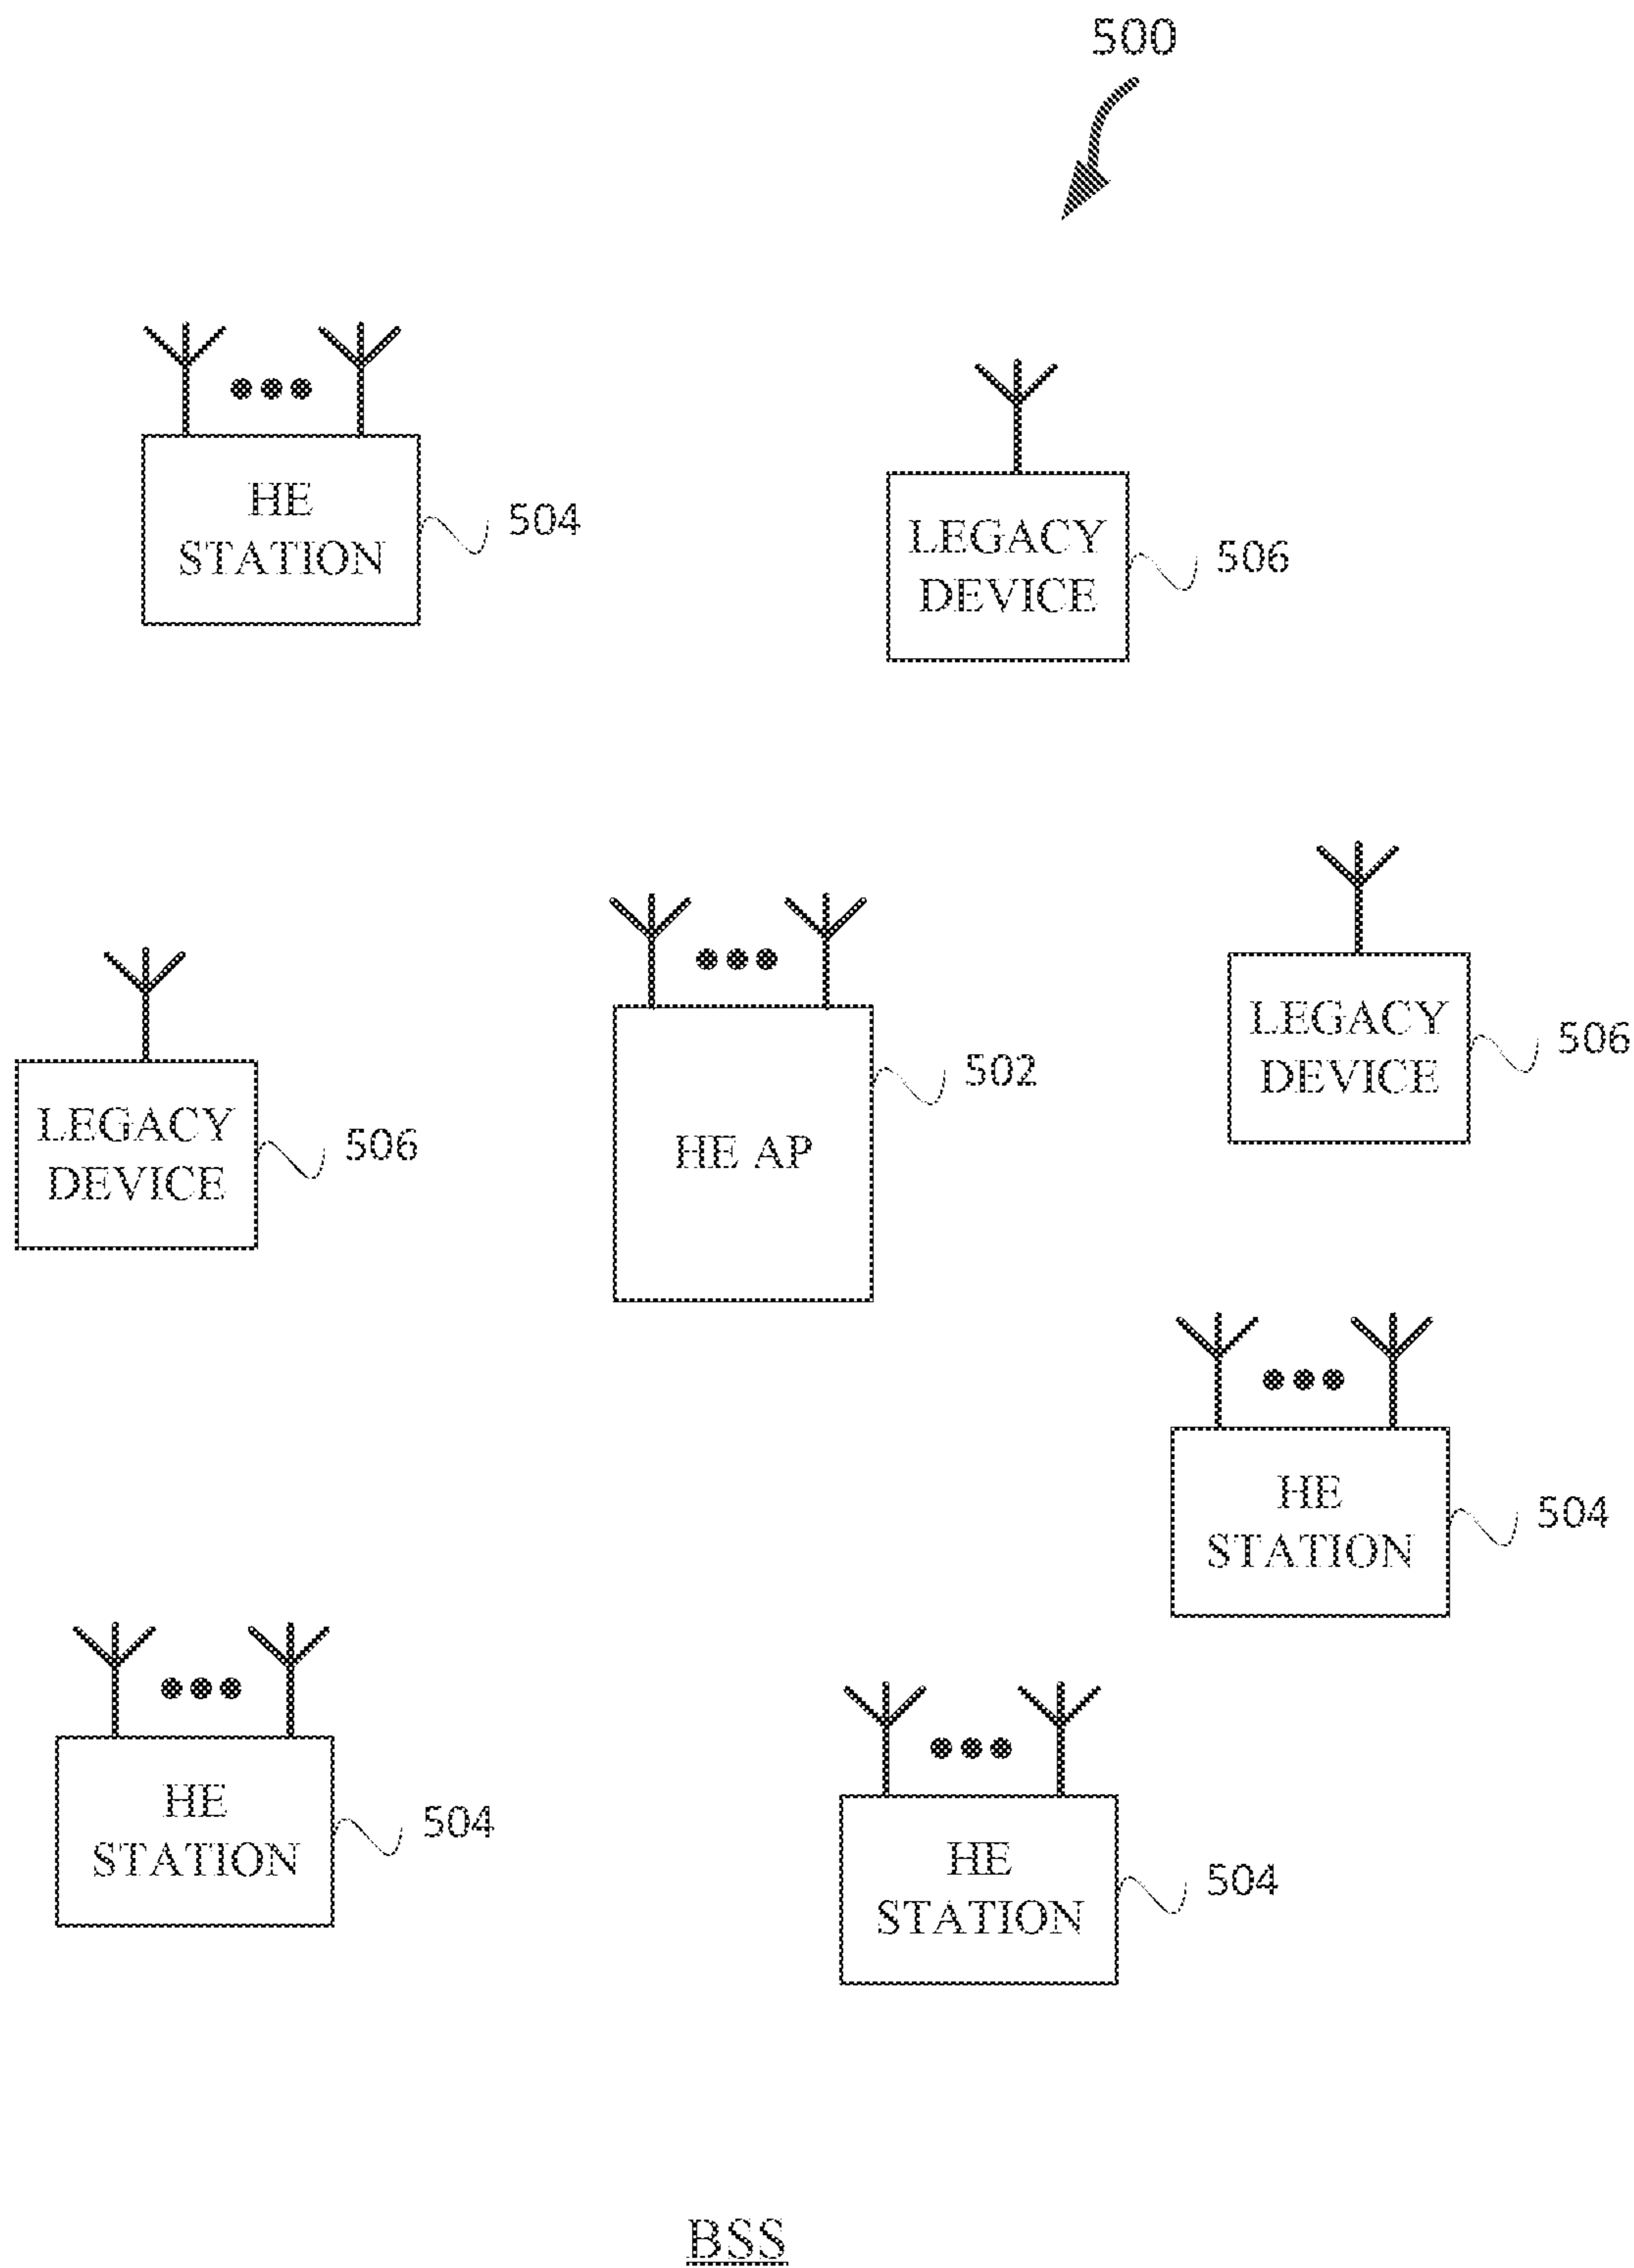 500
HE
STATION
504
LEGACY
DEVICE
506
LEGACY
DEVICE
506
HE AP
502
LEGACY
DEVICE
506
HE
STATION
504
HE
STATION
504
HE
STATION
504
BSS